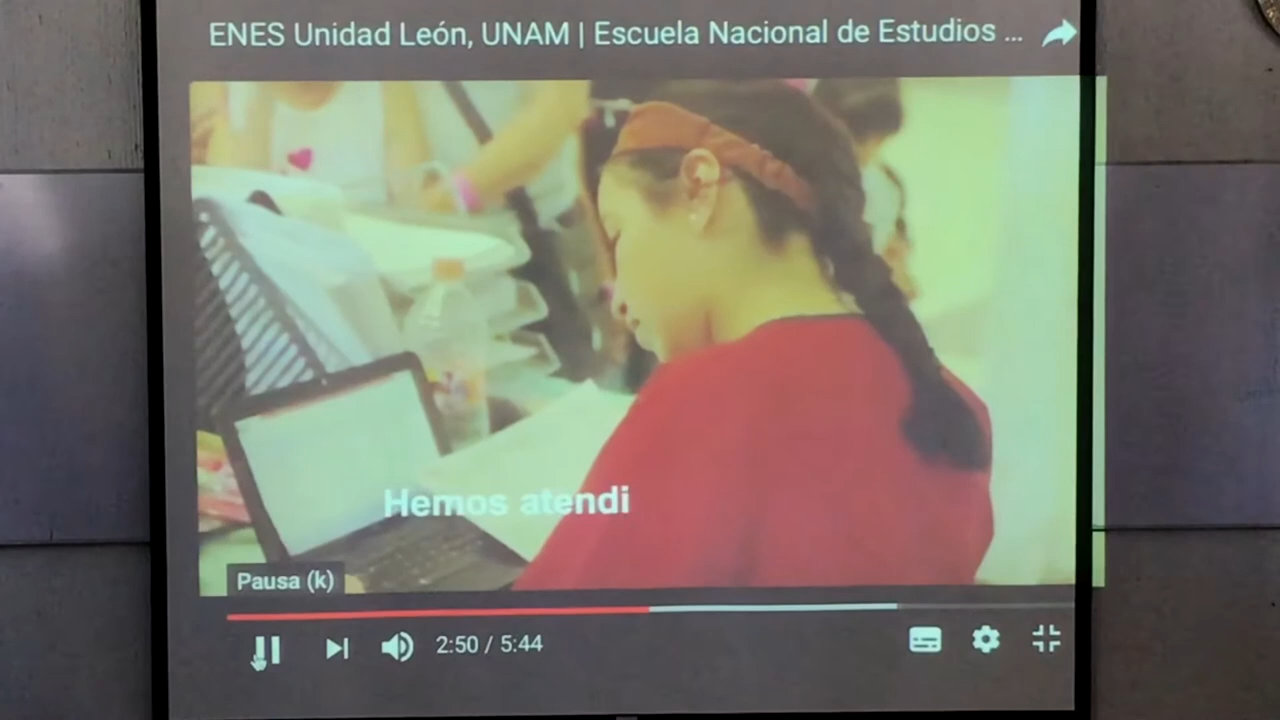 ENES Unidad León, UNAM | Escuela Nacional de Estudios ...
Hemos atendi
Pausa (k)
2:50 / 5:44